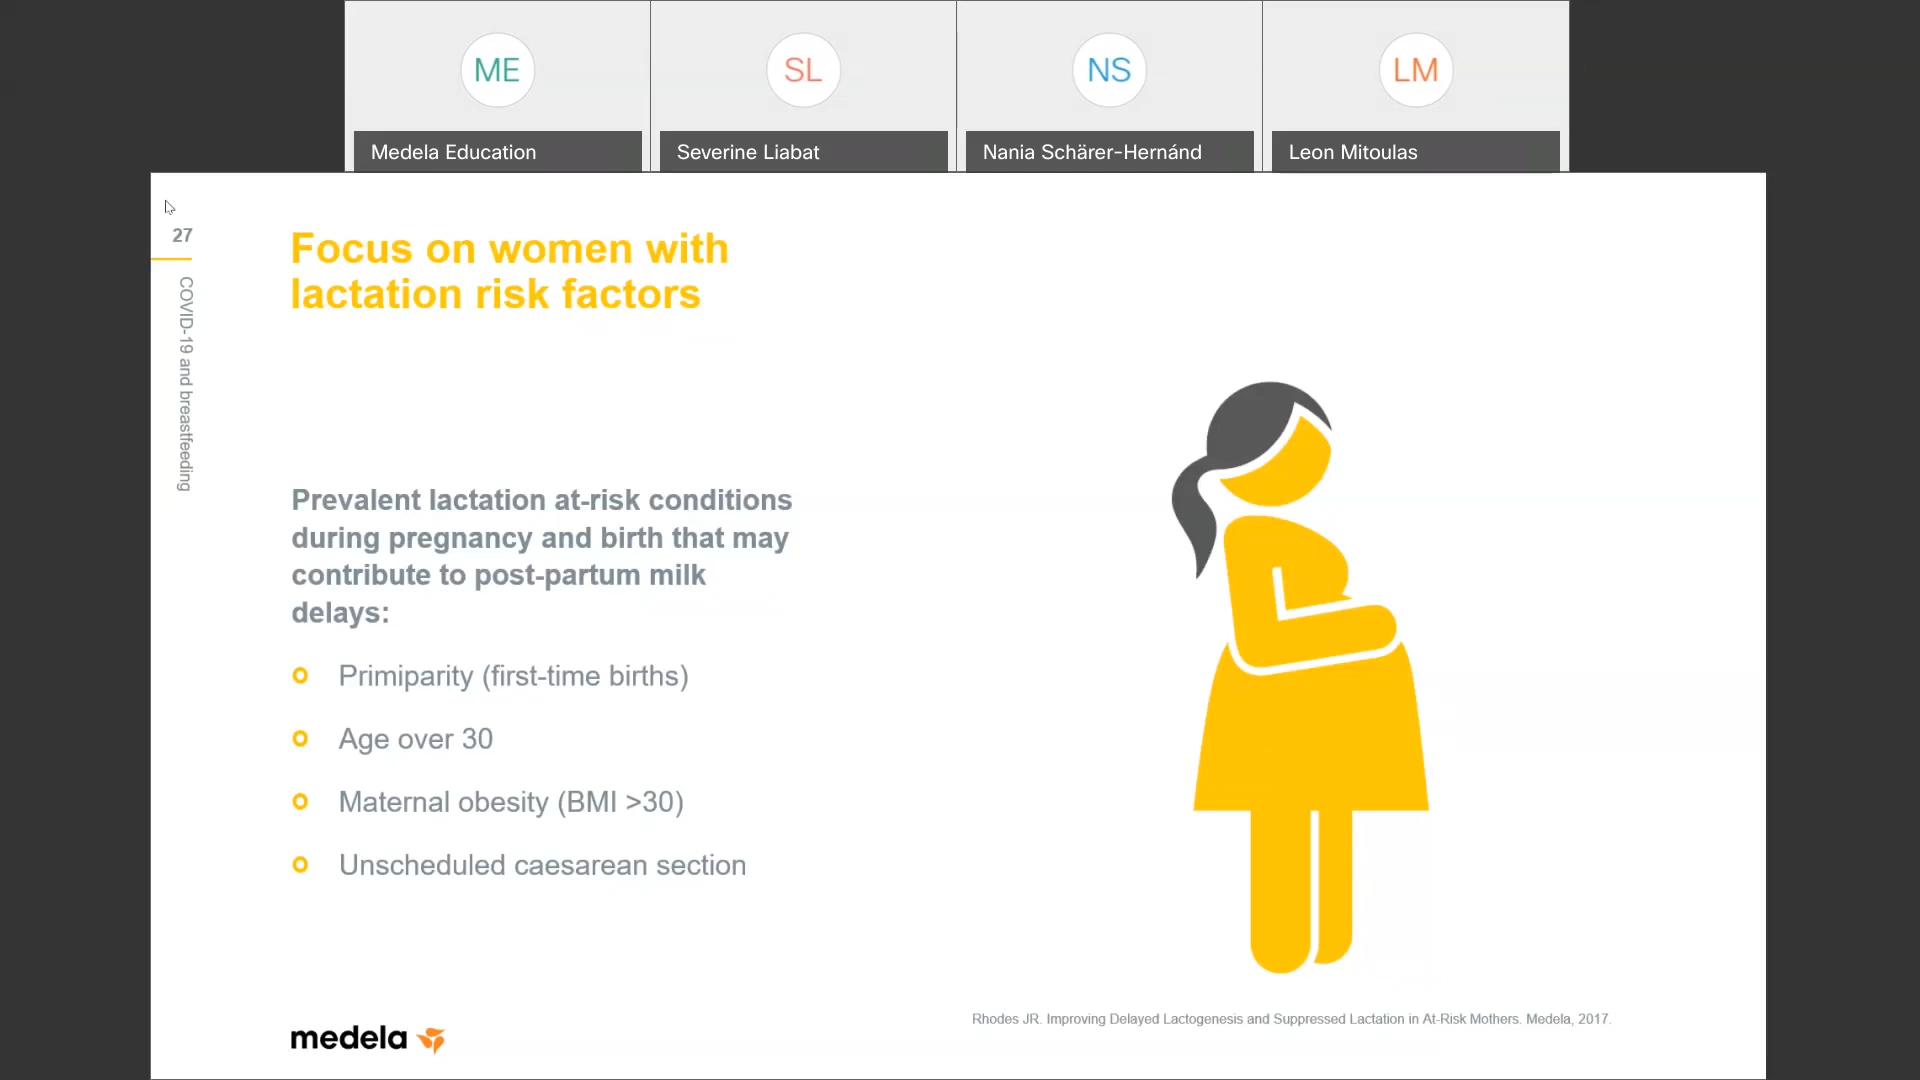 ME
SL
NS
LM
Medela Education
Severine Liabat
Nania Schärer-Hernánd
Leon Mitoulas
27
COVID-19 and breastfeeding
Focus on women with
lactation risk factors
Prevalent lactation at-risk conditions
during pregnancy and birth that may
contribute to post-partum milk
delays:
Primiparity (first-time births)
Age over 30
Maternal obesity (BMI >30)
Unscheduled caesarean section
medela
Rhodes JR. Improving Delayed Lactogenesis and Suppressed Lactation in At-Risk Mothers. Medela, 2017.